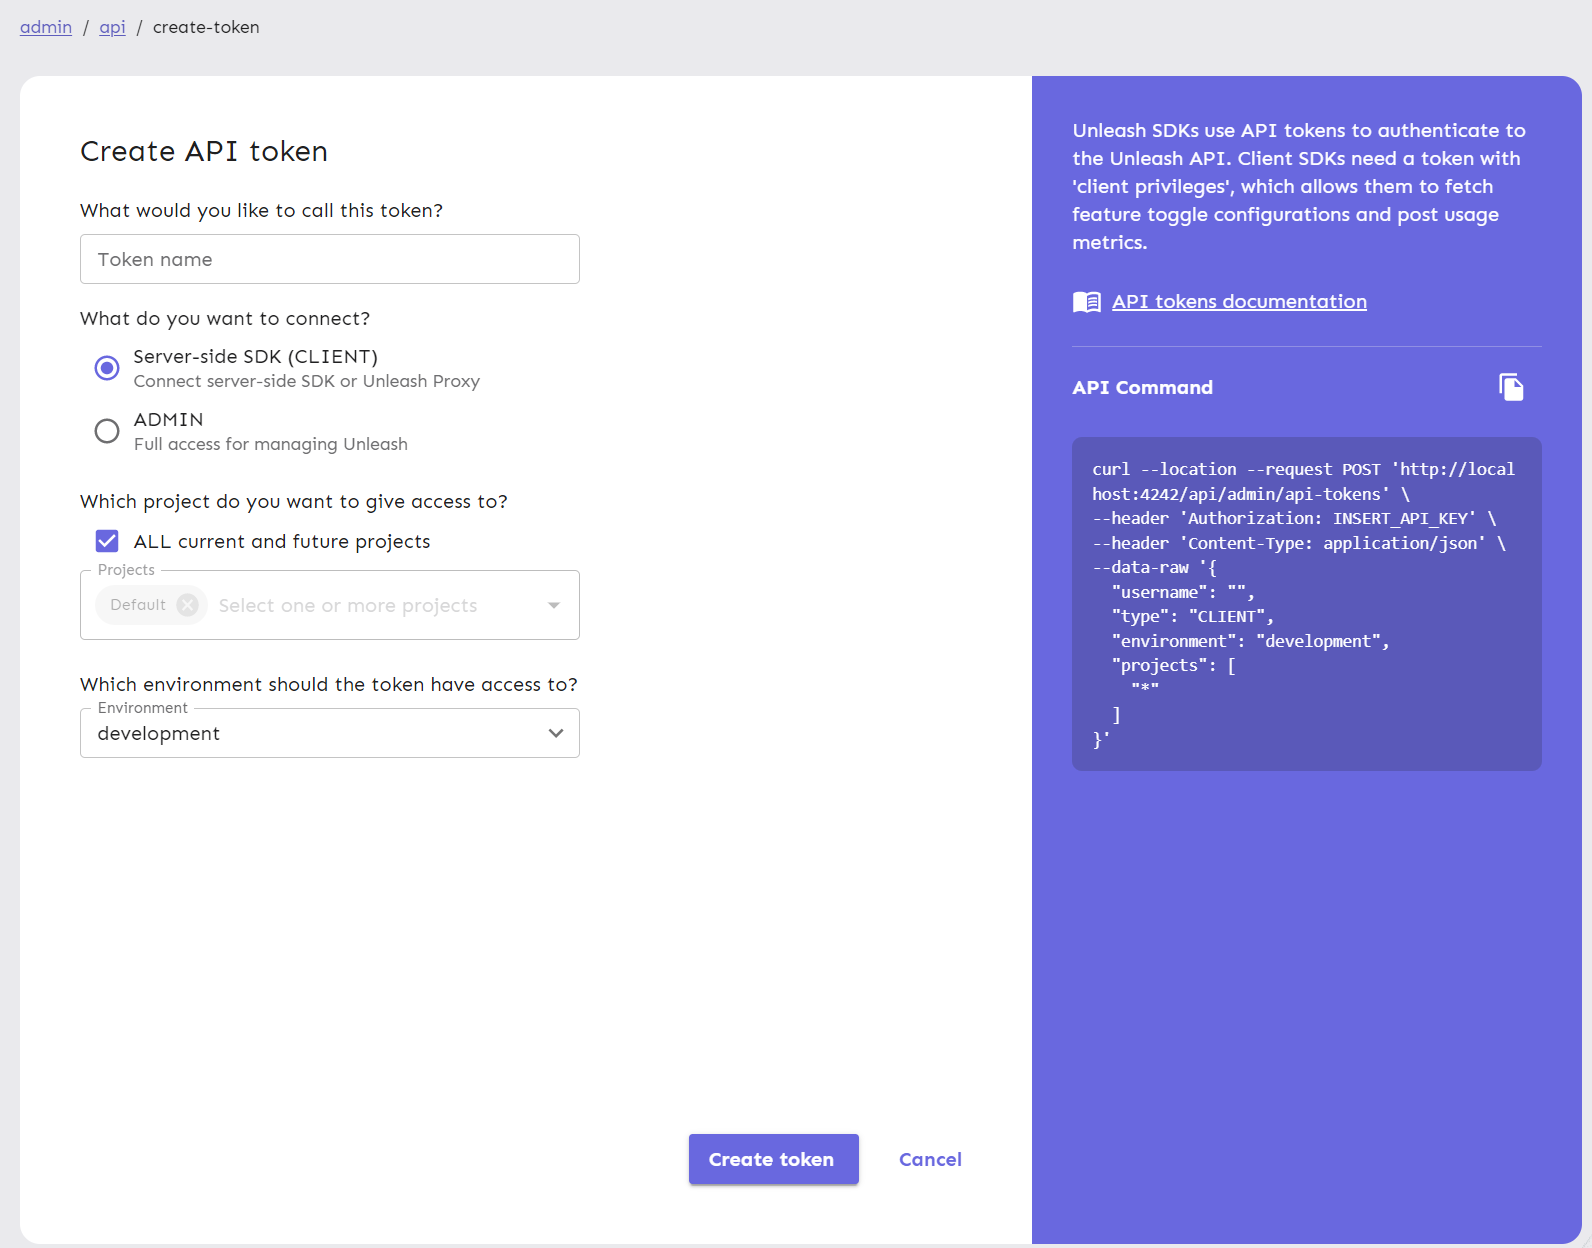 admin / api / create-token
Create API token
What would you like to call this token?
Token name
What do you want to connect?
Server-side SDK (CLIENT)
Connect server-side SDK or Unleash Proxy
ADMIN
Full access for managing Unleash
Which project do you want to give access to?
ALL current and future projects
Projects
Default Select one or more projects
Which environment should the token have access to?
Environment
development
Create token Cancel
Unleash SDKs use API tokens to authenticate to
the Unleash API. Client SDKs need a token with
'client privileges', which allows them to fetch
feature toggle configurations and post usage
metrics.
API tokens documentation
API Command
curl --location --request POST 'http://local
host:4242/api/admin/api-tokens' \
--header 'Authorization: INSERT_API_KEY' \
--header 'Content-Type: application/json' \
--data-raw '{
  "username": "",
  "type": "CLIENT",
  "environment": "development",
  "projects": [
    "*"
  ]
}'